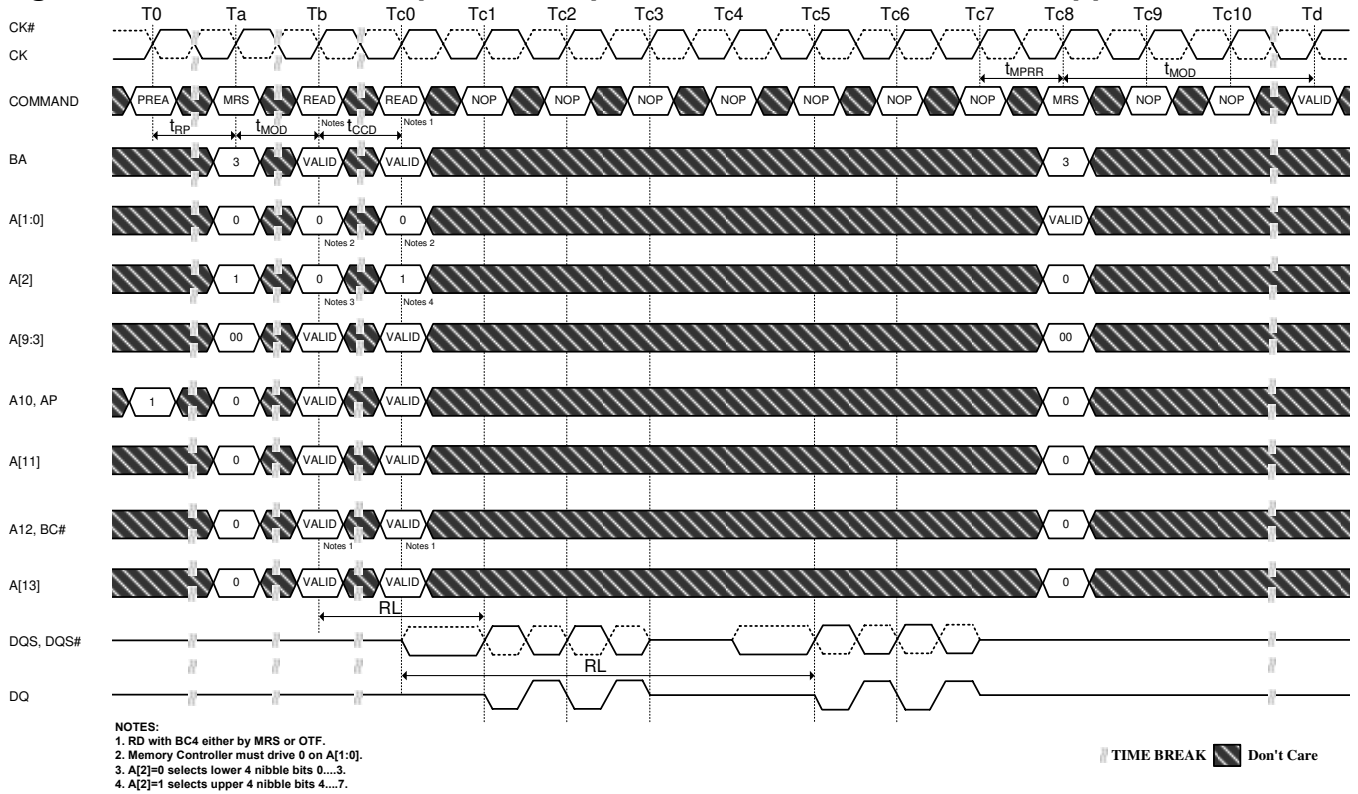 T0 Ta Tb Tc0 Tc1 Tc2 Tc3 Tc4 Tc5 Tc6 Tc7 Tc8 Tc9 Tc10 Td
CK#
CK
tMPRR tMOD
COMMAND PREA MRS READ READ NOP NOP NOP NOP NOP NOP NOP MRS NOP NOP VALID
Notes 1 Notes 1
tRP tMOD tCCD
BA 3 VALID VALID 3
A[1:0] 0 0 0 VALID
Notes 2 Notes 2
A[2] 1 0 1 0
Notes 3 Notes 4
A[9:3] 00 VALID VALID 00
A10, AP 1 0 VALID VALID 0
A[11] 0 VALID VALID 0
A12, BC# 0 VALID VALID 0
Notes 1 Notes 1
A[13] 0 VALID VALID 0
RL
DQS, DQS#
RL
DQ
NOTES:
1. RD with BC4 either by MRS or OTF.
2. Memory Controller must drive 0 on A[1:0].
3. A[2]=0 selects lower 4 nibble bits 0....3.
4. A[2]=1 selects upper 4 nibble bits 4....7.
TIME BREAK Don't Care